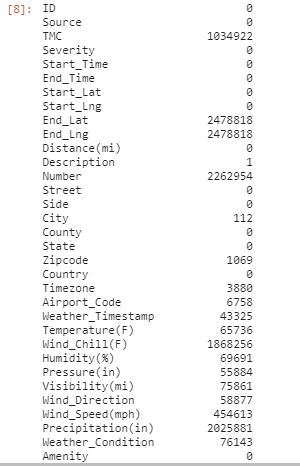 [8]: ID 0
Source 0
TMC 1034922
Severity 0
Start_Time 0
End_Time 0
Start_Lat 0
Start_Lng 0
End_Lat 2478818
End_Lng 2478818
Distance(mi) 0
Description 1
Number 2262954
Street 0
Side 0
City 112
County 0
State 0
Zipcode 1069
Country 0
Timezone 3880
Airport_Code 6758
Weather_Timestamp 43325
Temperature(F) 65736
Wind_Chill(F) 1868256
Humidity(%) 69691
Pressure(in) 55884
Visibility(mi) 75861
Wind_Direction 58877
Wind_Speed(mph) 454613
Precipitation(in) 2025881
Weather_Condition 76143
Amenity 0